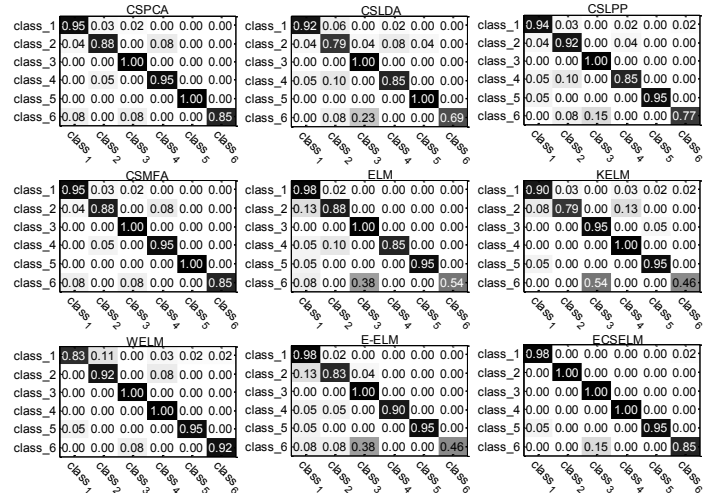 CSPCA
class_1 0.95 0.03 0.02 0.00 0.00 0.00
class_2 0.04 0.88 0.00 0.08 0.00 0.00
class_3 0.00 0.00 1.00 0.00 0.00 0.00
class_4 0.00 0.05 0.00 0.95 0.00 0.00
class_5 0.00 0.00 0.00 0.00 1.00 0.00
class_6 0.08 0.00 0.08 0.00 0.00 0.85
class_1 class_2 class_3 class_4 class_5 class_6
CSLDA
class_1 0.92 0.06 0.00 0.02 0.00 0.00
class_2 0.04 0.79 0.04 0.08 0.04 0.00
class_3 0.00 0.00 1.00 0.00 0.00 0.00
class_4 0.05 0.10 0.00 0.85 0.00 0.00
class_5 0.00 0.00 0.00 0.00 1.00 0.00
class_6 0.00 0.08 0.23 0.00 0.00 0.69
class_1 class_2 class_3 class_4 class_5 class_6
CSLPP
class_1 0.94 0.03 0.00 0.02 0.00 0.02
class_2 0.04 0.92 0.00 0.04 0.00 0.00
class_3 0.00 0.00 1.00 0.00 0.00 0.00
class_4 0.05 0.10 0.00 0.85 0.00 0.00
class_5 0.05 0.00 0.00 0.00 0.95 0.00
class_6 0.00 0.08 0.15 0.00 0.00 0.77
class_1 class_2 class_3 class_4 class_5 class_6
CSMFA
class_1 0.95 0.03 0.02 0.00 0.00 0.00
class_2 0.04 0.88 0.00 0.08 0.00 0.00
class_3 0.00 0.00 1.00 0.00 0.00 0.00
class_4 0.00 0.05 0.00 0.95 0.00 0.00
class_5 0.00 0.00 0.00 0.00 1.00 0.00
class_6 0.08 0.00 0.08 0.00 0.00 0.85
class_1 class_2 class_3 class_4 class_5 class_6
ELM
class_1 0.98 0.02 0.00 0.00 0.00 0.00
class_2 0.13 0.88 0.00 0.00 0.00 0.00
class_3 0.00 0.00 1.00 0.00 0.00 0.00
class_4 0.05 0.10 0.00 0.85 0.00 0.00
class_5 0.05 0.00 0.00 0.00 0.95 0.00
class_6 0.08 0.00 0.38 0.00 0.00 0.54
class_1 class_2 class_3 class_4 class_5 class_6
KELM
class_1 0.90 0.03 0.00 0.03 0.02 0.02
class_2 0.08 0.79 0.00 0.13 0.00 0.00
class_3 0.00 0.00 0.95 0.00 0.05 0.00
class_4 0.00 0.00 0.00 1.00 0.00 0.00
class_5 0.05 0.00 0.00 0.00 0.95 0.00
class_6 0.00 0.00 0.54 0.00 0.00 0.46
class_1 class_2 class_3 class_4 class_5 class_6
WELM
class_1 0.83 0.11 0.00 0.03 0.02 0.02
class_2 0.00 0.92 0.00 0.08 0.00 0.00
class_3 0.00 0.00 1.00 0.00 0.00 0.00
class_4 0.00 0.00 0.00 1.00 0.00 0.00
class_5 0.05 0.00 0.00 0.00 0.95 0.00
class_6 0.00 0.00 0.08 0.00 0.00 0.92
class_1 class_2 class_3 class_4 class_5 class_6
E-ELM
class_1 0.98 0.02 0.00 0.00 0.00 0.00
class_2 0.13 0.83 0.04 0.00 0.00 0.00
class_3 0.00 0.00 1.00 0.00 0.00 0.00
class_4 0.05 0.05 0.00 0.90 0.00 0.00
class_5 0.05 0.00 0.00 0.00 0.95 0.00
class_6 0.08 0.08 0.38 0.00 0.00 0.46
class_1 class_2 class_3 class_4 class_5 class_6
ECSELM
class_1 0.98 0.00 0.00 0.00 0.00 0.02
class_2 0.00 1.00 0.00 0.00 0.00 0.00
class_3 0.00 0.00 1.00 0.00 0.00 0.00
class_4 0.00 0.00 0.00 1.00 0.00 0.00
class_5 0.05 0.00 0.00 0.00 0.95 0.00
class_6 0.00 0.00 0.15 0.00 0.00 0.85
class_1 class_2 class_3 class_4 class_5 class_6